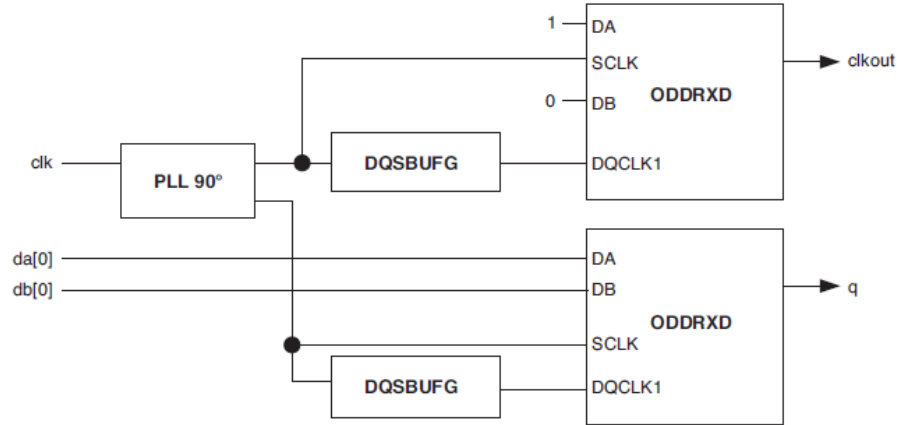 1
DA
SCLK
ODDRXD
clkout
0
DB
clk
PLL 90°
DQSBUFG
DQCLK1
da[0]
DA
db[0]
DB
q
ODDRXD
SCLK
DQSBUFG
DQCLK1